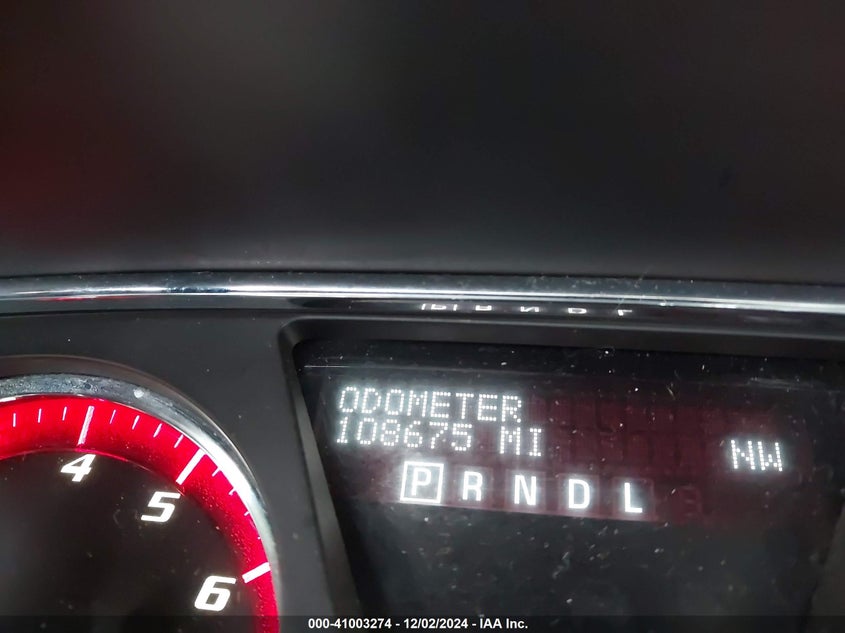 ODOMETER
108675 MI
NW
P R N D L
4
5
6
000-41003274 - 12/02/2024 - IAA Inc.